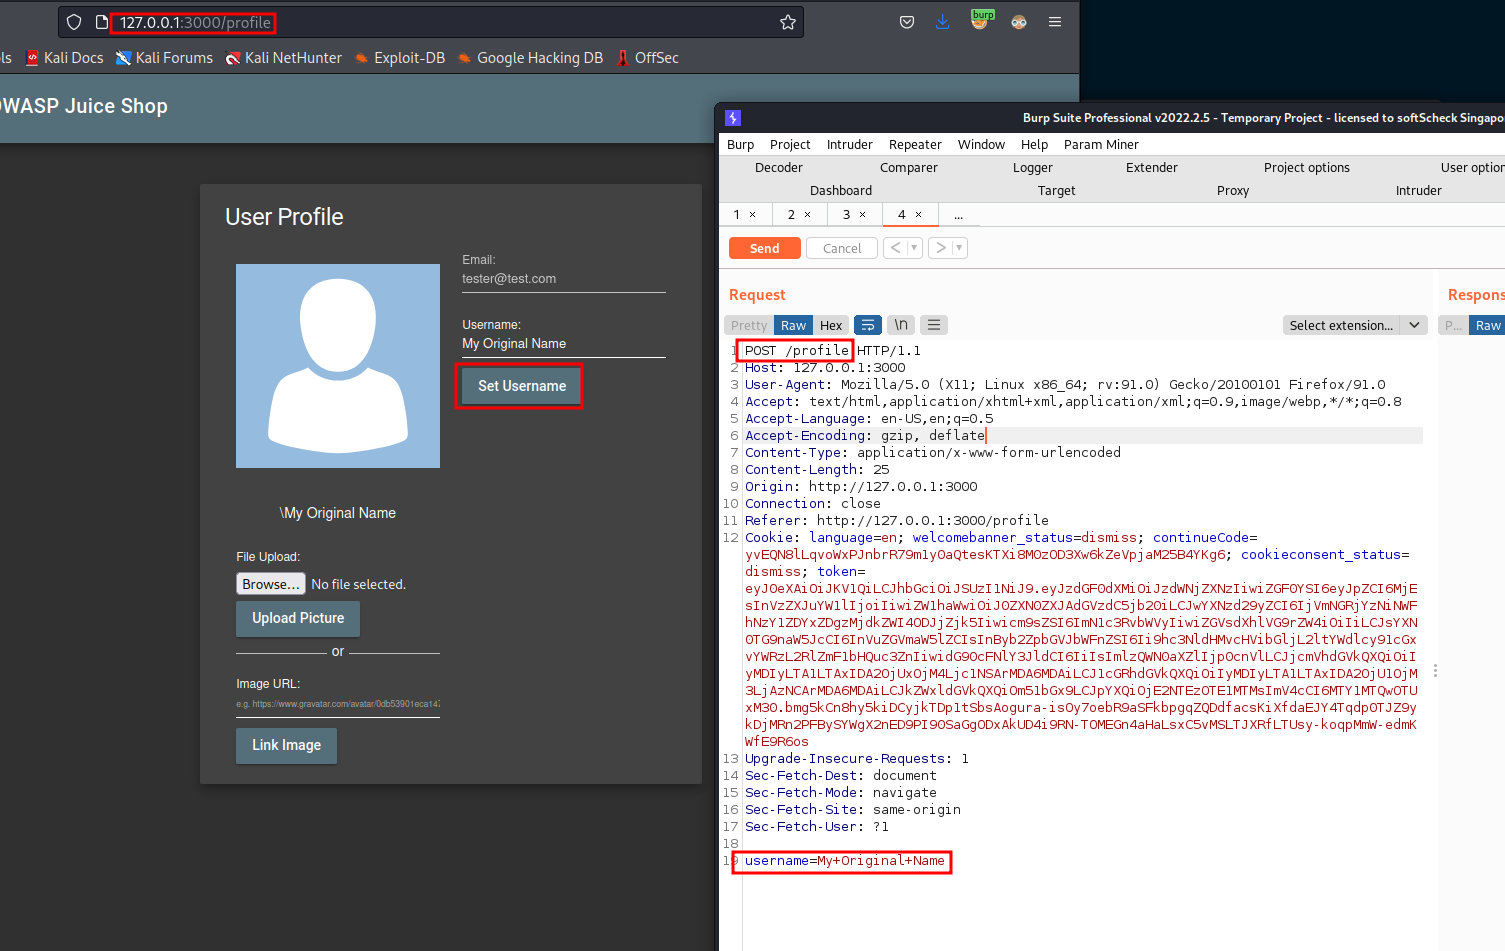 127.0.0.1:3000/profile
burp
ls Kali Docs Kali Forums Kali NetHunter Exploit-DB Google Hacking DB OffSec
OWASP Juice Shop
User Profile
Email:
tester@test.com
Username:
My Original Name
Set Username
\My Original Name
File Upload:
Browse... No file selected.
Upload Picture
or
Image URL:
e.g. https://www.gravatar.com/avatar/0db53901eca147
Link Image
Burp Suite Professional v2022.2.5 - Temporary Project - licensed to softScheck Singapo
Burp Project Intruder Repeater Window Help Param Miner
Decoder Comparer Logger Extender Project options User option
Dashboard Target Proxy Intruder
1 × 2 × 3 × 4 × ...
Send Cancel < >
Request
Respons
Pretty Raw Hex \n Select extension... P... Raw
1 POST /profile HTTP/1.1
2 Host: 127.0.0.1:3000
3 User-Agent: Mozilla/5.0 (X11; Linux x86_64; rv:91.0) Gecko/20100101 Firefox/91.0
4 Accept: text/html,application/xhtml+xml,application/xml;q=0.9,image/webp,*/*;q=0.8
5 Accept-Language: en-US,en;q=0.5
6 Accept-Encoding: gzip, deflate
7 Content-Type: application/x-www-form-urlencoded
8 Content-Length: 25
9 Origin: http://127.0.0.1:3000
10 Connection: close
11 Referer: http://127.0.0.1:3000/profile
12 Cookie: language=en; welcomebanner_status=dismiss; continueCode=
yvEQN8lLqvoWxPJnbrR79m1yOaQtesKTXi8M0zOD3Xw6kZeVpjaM25B4YKg6; cookieconsent_status=
dismiss; token=
13 Upgrade-Insecure-Requests: 1
14 Sec-Fetch-Dest: document
15 Sec-Fetch-Mode: navigate
16 Sec-Fetch-Site: same-origin
17 Sec-Fetch-User: ?1
18
19 username=My+Original+Name